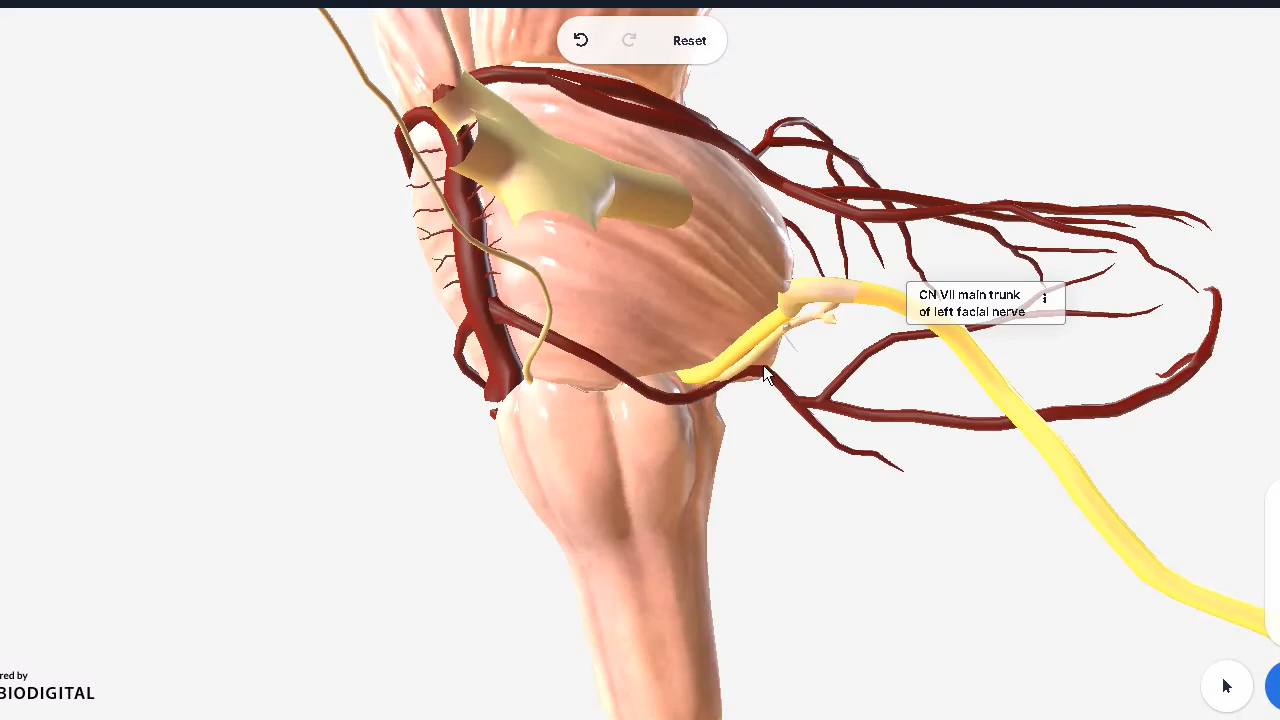 Reset
CN VII main trunk
of left facial nerve
red by
BIODIGITAL